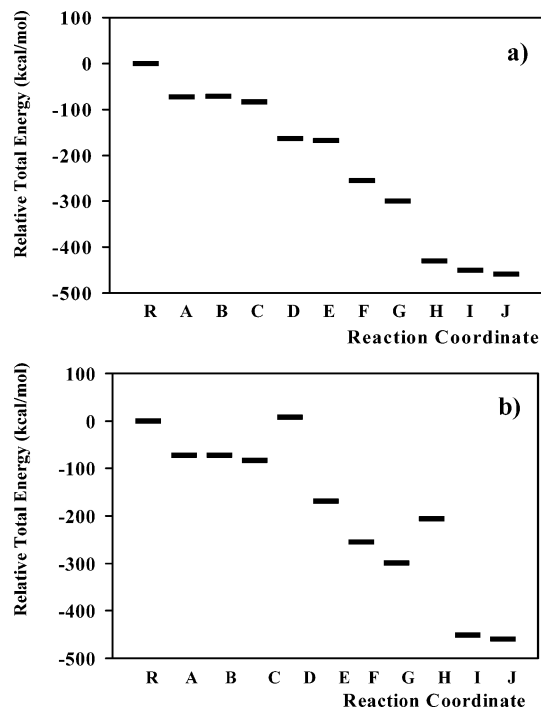 100
a)
0
-100
-200
-300
-400
-500
Relative Total Energy (kcal/mol)
R A B C D E F G H I J
Reaction Coordinate
100
b)
0
-100
-200
-300
-400
-500
Relative Total Energy (kcal/mol)
R A B C D E F G H I J
Reaction Coordinate